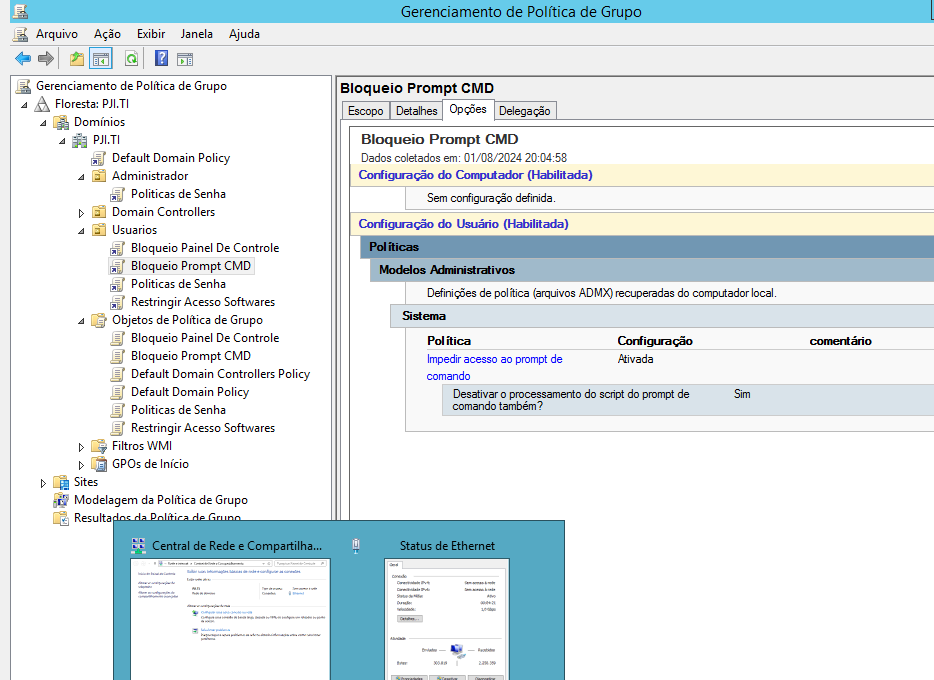 Gerenciamento de Política de Grupo
Arquivo Ação Exibir Janela Ajuda
Gerenciamento de Política de Grupo
Floresta: PJI.TI
Domínios
PJI.TI
Default Domain Policy
Administrador
Politicas de Senha
Domain Controllers
Usuarios
Bloqueio Painel De Controle
Bloqueio Prompt CMD
Politicas de Senha
Restringir Acesso Softwares
Objetos de Política de Grupo
Bloqueio Painel De Controle
Bloqueio Prompt CMD
Default Domain Controllers Policy
Default Domain Policy
Politicas de Senha
Restringir Acesso Softwares
Filtros WMI
GPOs de Início
Sites
Modelagem da Política de Grupo
Resultados da Política de Grupo
Bloqueio Prompt CMD
Escopo Detalhes Opções Delegação
Bloqueio Prompt CMD
Dados coletados em: 01/08/2024 20:04:58
Configuração do Computador (Habilitada)
Sem configuração definida.
Configuração do Usuário (Habilitada)
Políticas
Modelos Administrativos
Definições de política (arquivos ADMX) recuperadas do computador local.
Sistema
Política Configuração comentário
Impedir acesso ao prompt de Ativada
comando
Desativar o processamento do script do prompt de Sim
comando também?
Central de Rede e Compartilha...
Status de Ethernet